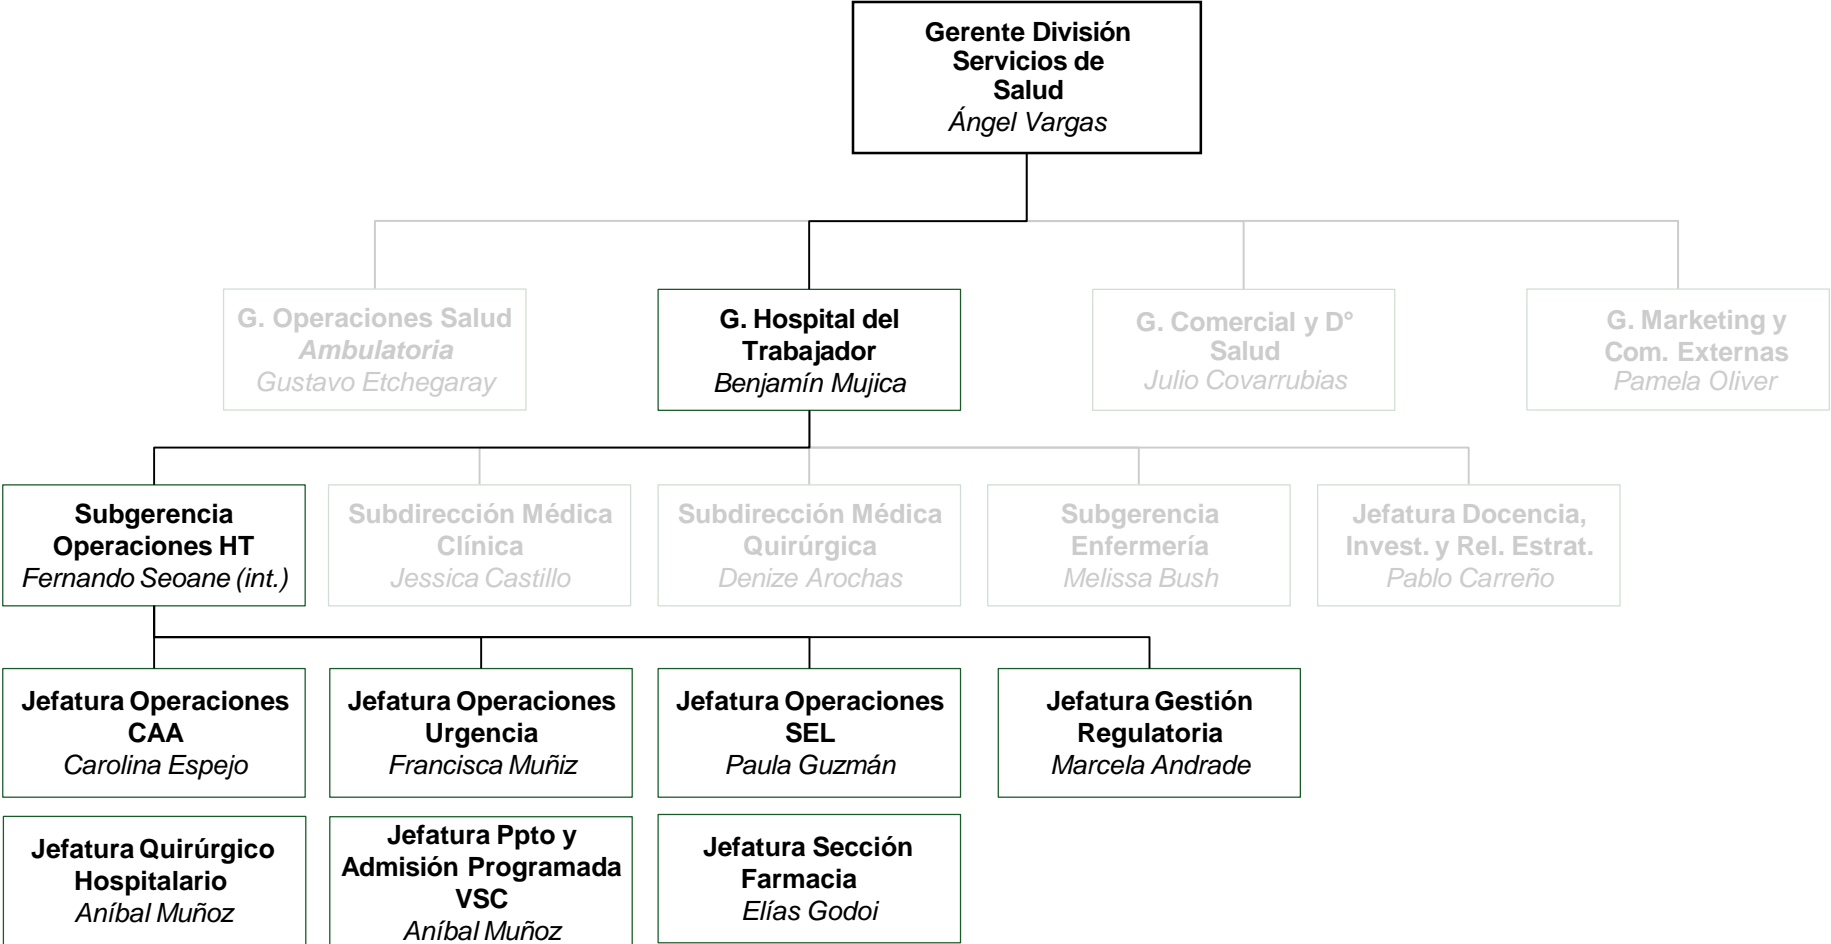 Gerente División
Servicios de
Salud
Ángel Vargas
G. Operaciones Salud
Ambulatoria
Gustavo Etchegaray
G. Hospital del
Trabajador
Benjamín Mujica
G. Comercial y D°
Salud
Julio Covarrubias
G. Marketing y
Com. Externas
Pamela Oliver
Subgerencia
Operaciones HT
Fernando Seoane (int.)
Subdirección Médica
Clínica
Jessica Castillo
Subdirección Médica
Quirúrgica
Denize Arochas
Subgerencia
Enfermería
Melissa Bush
Jefatura Docencia,
Invest. y Rel. Estrat.
Pablo Carreño
Jefatura Operaciones
CAA
Carolina Espejo
Jefatura Operaciones
Urgencia
Francisca Muñiz
Jefatura Operaciones
SEL
Paula Guzmán
Jefatura Gestión
Regulatoria
Marcela Andrade
Jefatura Quirúrgico
Hospitalario
Aníbal Muñoz
Jefatura Ppto y
Admisión Programada
VSC
Aníbal Muñoz
Jefatura Sección
Farmacia
Elías Godoi